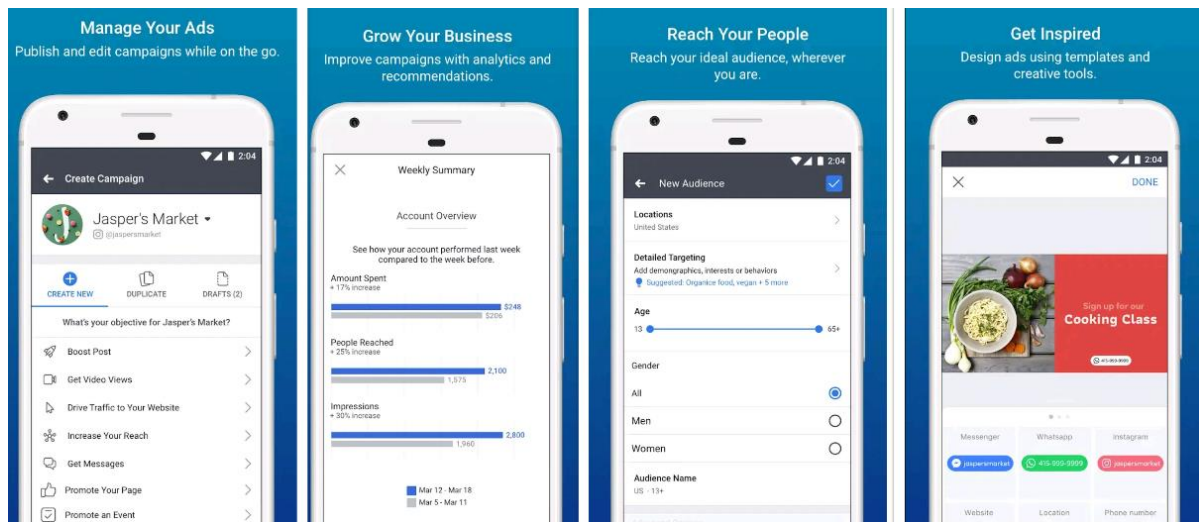 Manage Your Ads
Publish and edit campaigns while on the go.
2:04
Create Campaign
Jasper's Market
@jaspersmarket
CREATE NEW
DUPLICATE
DRAFTS (2)
What's your objective for Jasper's Market?
Boost Post
Get Video Views
Drive Traffic to Your Website
Increase Your Reach
Get Messages
Promote Your Page
Promote an Event
Grow Your Business
Improve campaigns with analytics and
recommendations.
Weekly Summary
Account Overview
See how your account performed last week
compared to the week before.
Amount Spent
+ 17% increase
$248
$206
People Reached
+ 25% increase
2,100
1,575
Impressions
+ 30% increase
2,800
1,960
Mar 12 - Mar 18
Mar 5 - Mar 11
Reach Your People
Reach your ideal audience, wherever
you are.
2:04
New Audience
Locations
United States
Detailed Targeting
Add demongraphics, interests or behaviors
Suggested: Organice food, vegan + 5 more
Age
13
65+
Gender
All
Men
Women
Audience Name
US - 13+
Get Inspired
Design ads using templates and
creative tools.
2:04
DONE
Sign up for our
Cooking Class
415-999-9999
Messenger
Whatsapp
Instagram
jaspersmarket
415-999-9999
jaspersmarket
Website
Location
Phone number